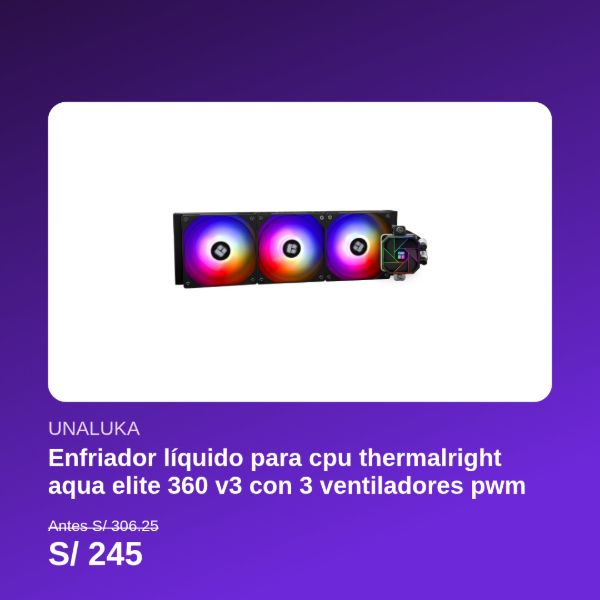 UNALUKA
Enfriador líquido para cpu thermalright
aqua elite 360 v3 con 3 ventiladores pwm
Antes S/ 306.25
S/ 245